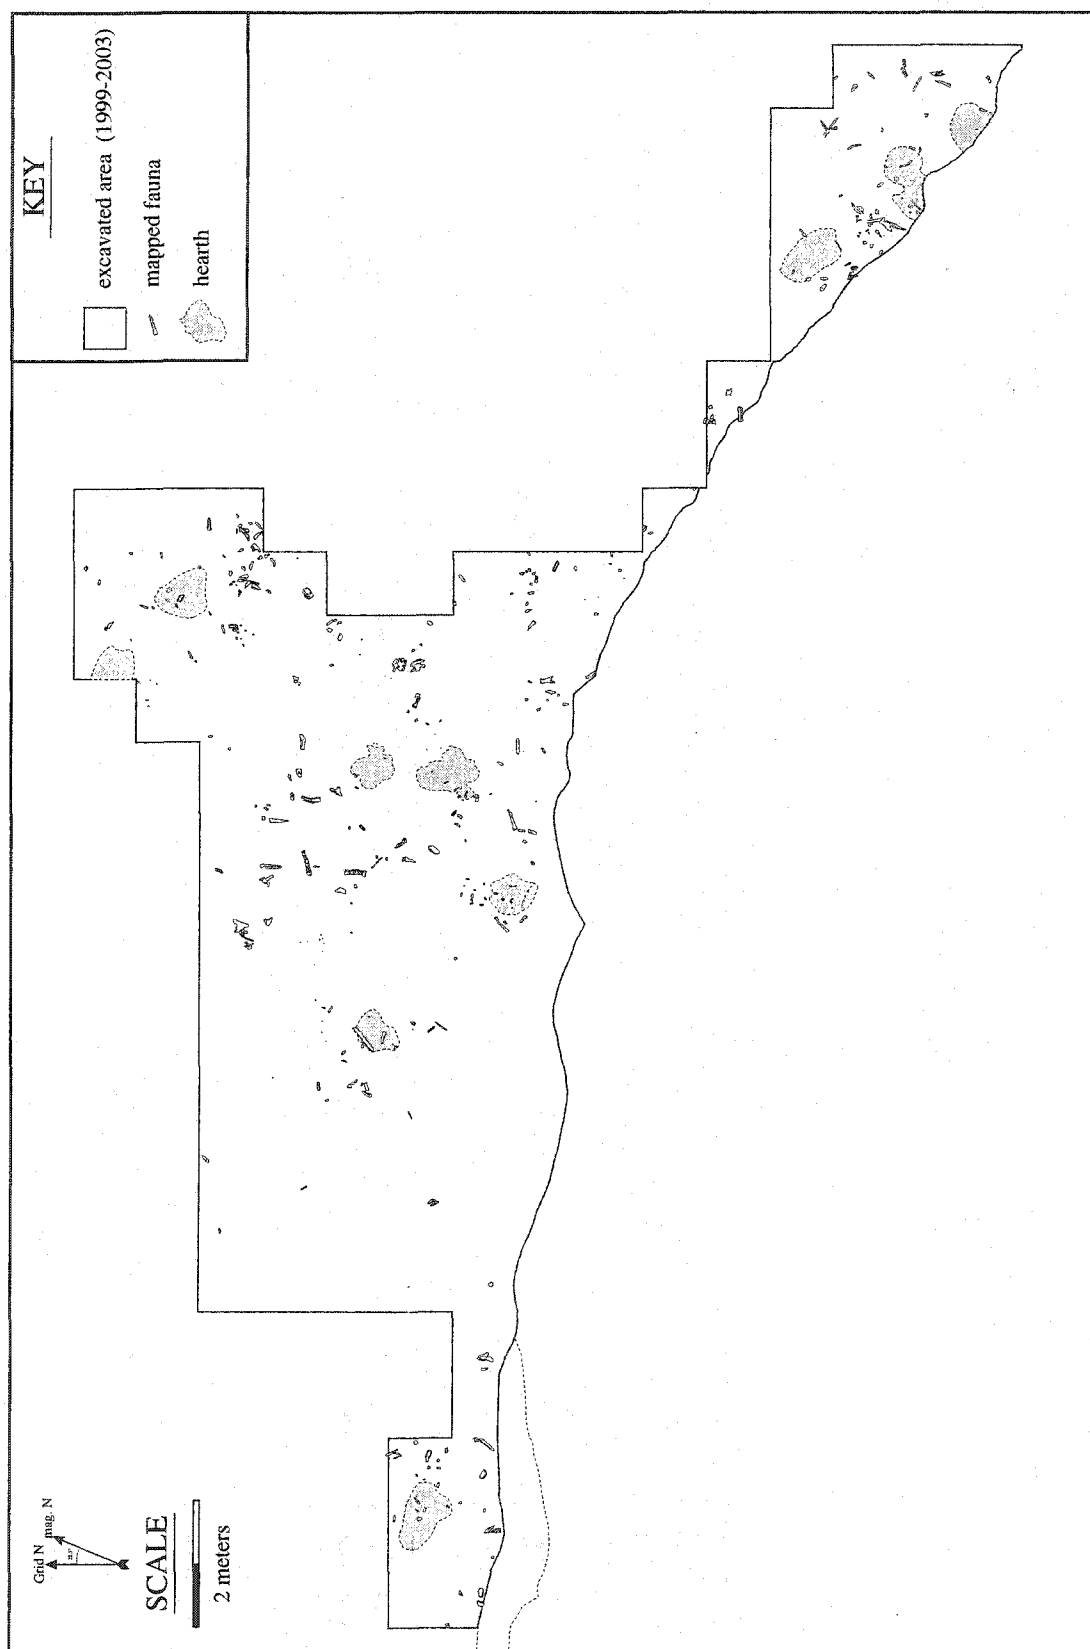 KEY
excavated area (1999-2003)
mapped fauna
hearth
Grid N
mag. N
SCALE
2 meters